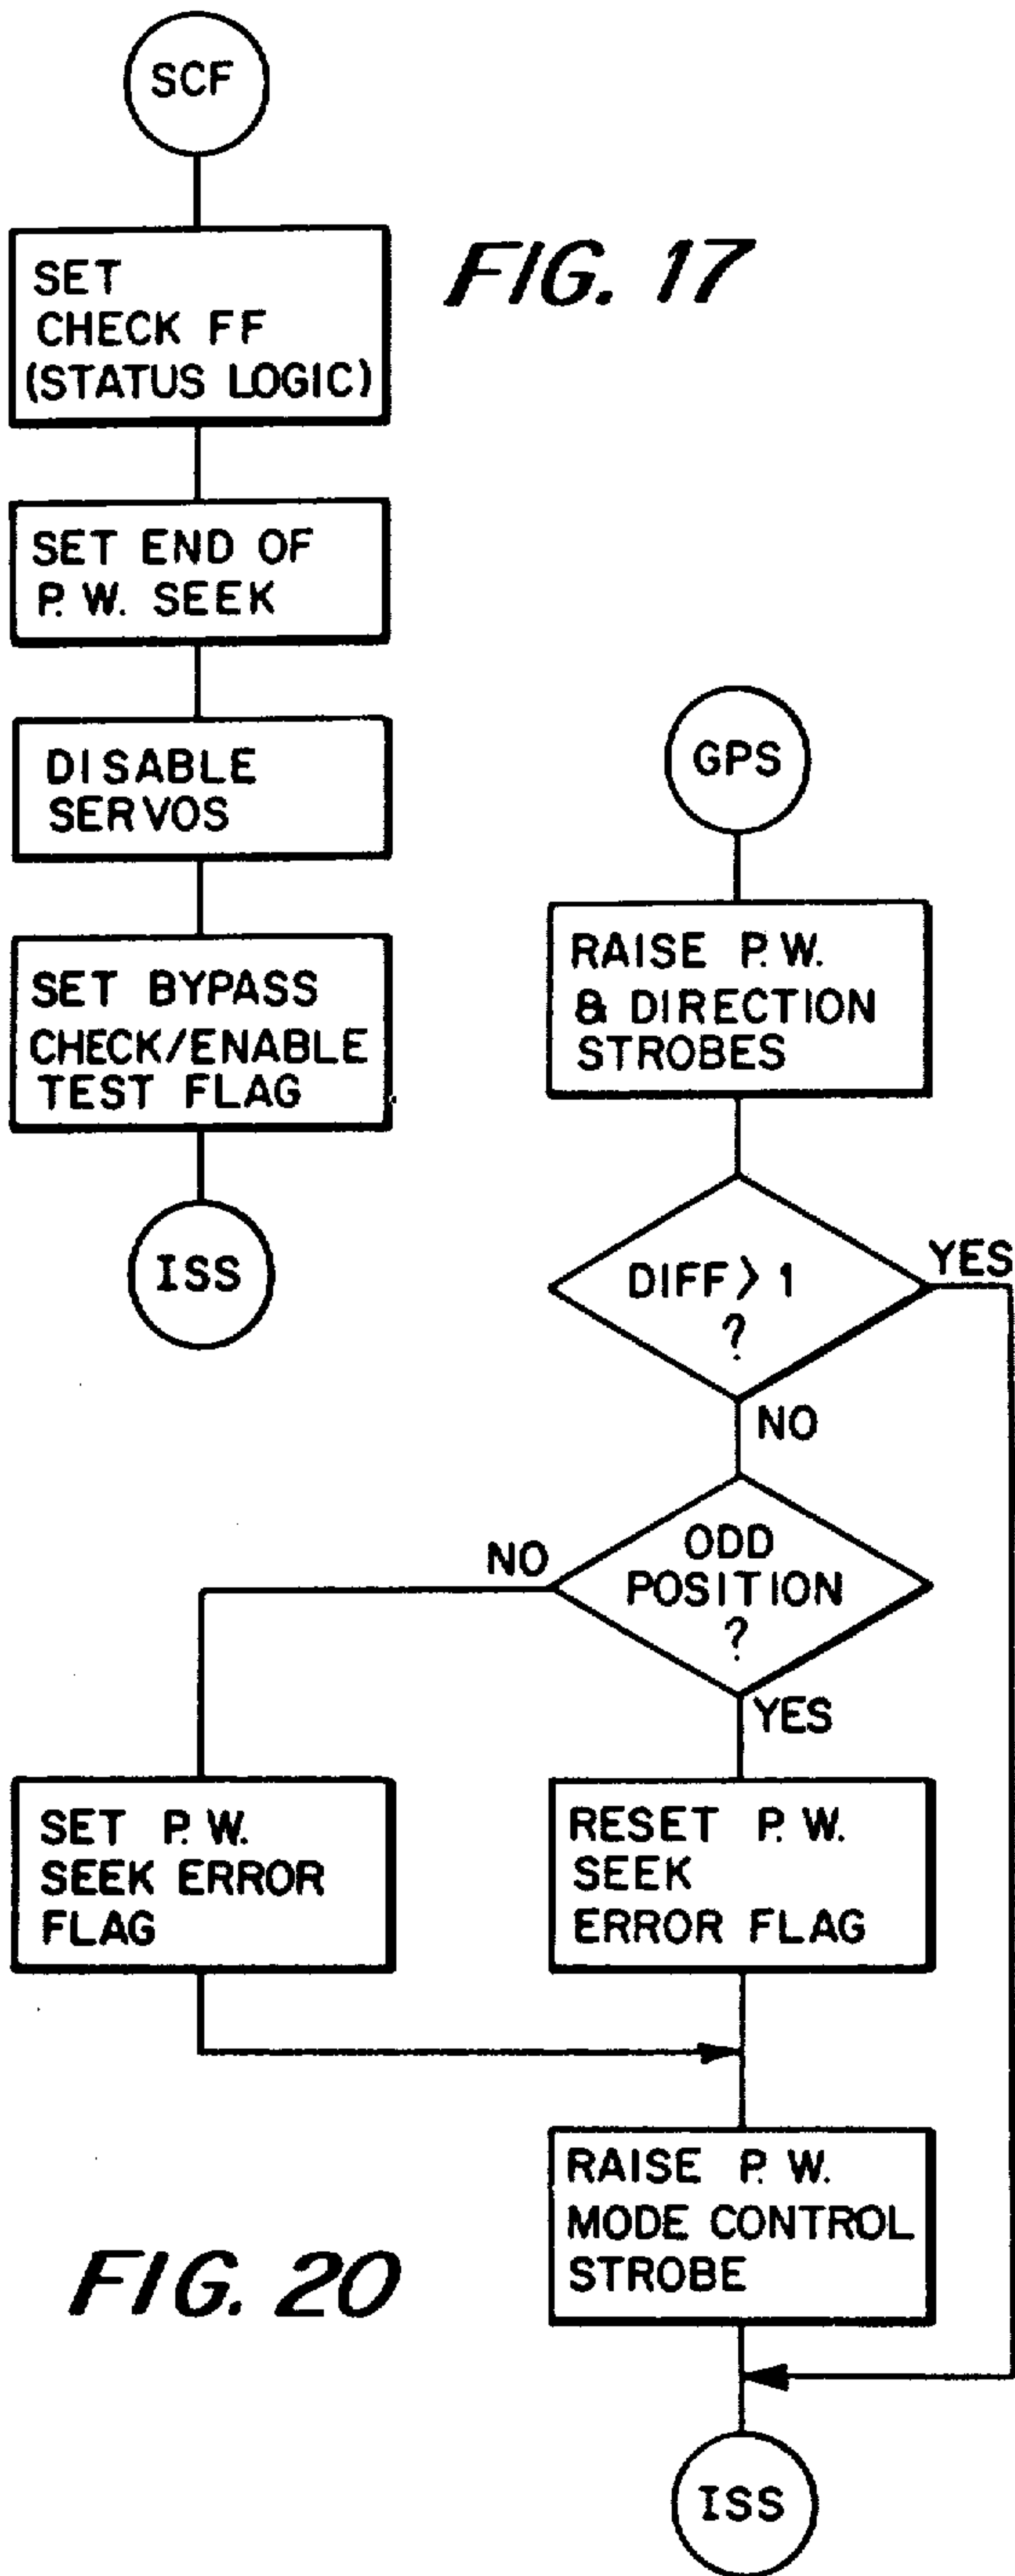 SCF
FIG. 17
SET
CHECK FF
(STATUS LOGIC)
SET END OF
P. W. SEEK
DISABLE
SERVOS
SET BYPASS
CHECK/ENABLE
TEST FLAG
ISS
GPS
RAISE P. W.
& DIRECTION
STROBES
DIFF > 1
?
YES
NO
ODD
POSITION
?
NO
YES
SET P. W.
SEEK ERROR
FLAG
RESET P. W.
SEEK
ERROR FLAG
RAISE P. W.
MODE CONTROL
STROBE
FIG. 20
ISS